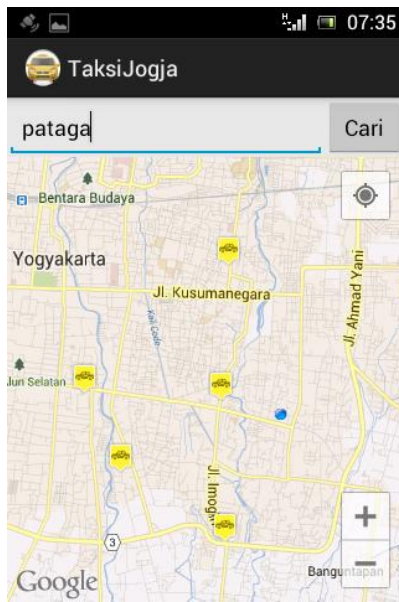 H
07:35
TaksiJogja
pataga
Cari
Bentara Budaya
Yogyakarta
Jl. Kusumanegara
Jl. Ahmad Yani
Kali Code
Alun Selatan
Jl. Imogiri
3
+
Banguntapan
−
Google